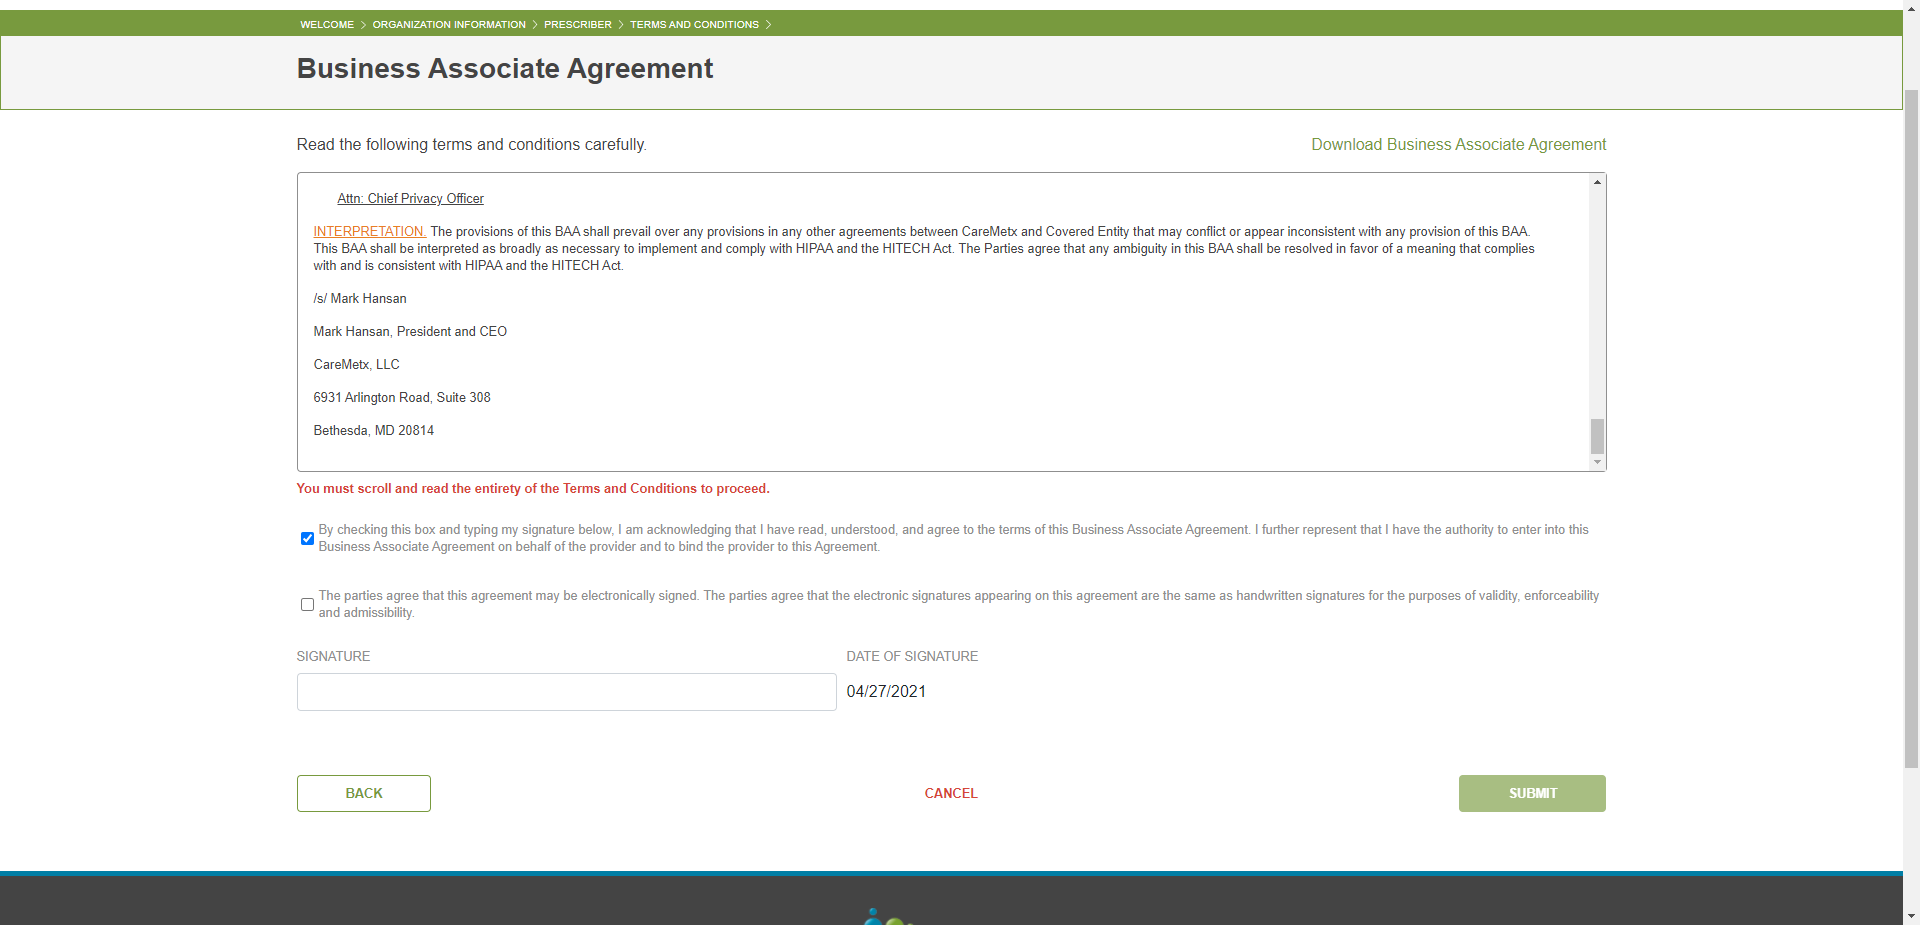 WELCOME > ORGANIZATION INFORMATION > PRESCRIBER > TERMS AND CONDITIONS >
Business Associate Agreement
Read the following terms and conditions carefully.
Download Business Associate Agreement
Attn: Chief Privacy Officer
INTERPRETATION. The provisions of this BAA shall prevail over any provisions in any other agreements between CareMetx and Covered Entity that may conflict or appear inconsistent with any provision of this BAA.
This BAA shall be interpreted as broadly as necessary to implement and comply with HIPAA and the HITECH Act. The Parties agree that any ambiguity in this BAA shall be resolved in favor of a meaning that complies
with and is consistent with HIPAA and the HITECH Act.
/s/ Mark Hansan
Mark Hansan, President and CEO
CareMetx, LLC
6931 Arlington Road, Suite 308
Bethesda, MD 20814
You must scroll and read the entirety of the Terms and Conditions to proceed.
By checking this box and typing my signature below, I am acknowledging that I have read, understood, and agree to the terms of this Business Associate Agreement. I further represent that I have the authority to enter into this
Business Associate Agreement on behalf of the provider and to bind the provider to this Agreement.
The parties agree that this agreement may be electronically signed. The parties agree that the electronic signatures appearing on this agreement are the same as handwritten signatures for the purposes of validity, enforceability
and admissibility.
SIGNATURE
DATE OF SIGNATURE
04/27/2021
BACK
CANCEL
SUBMIT